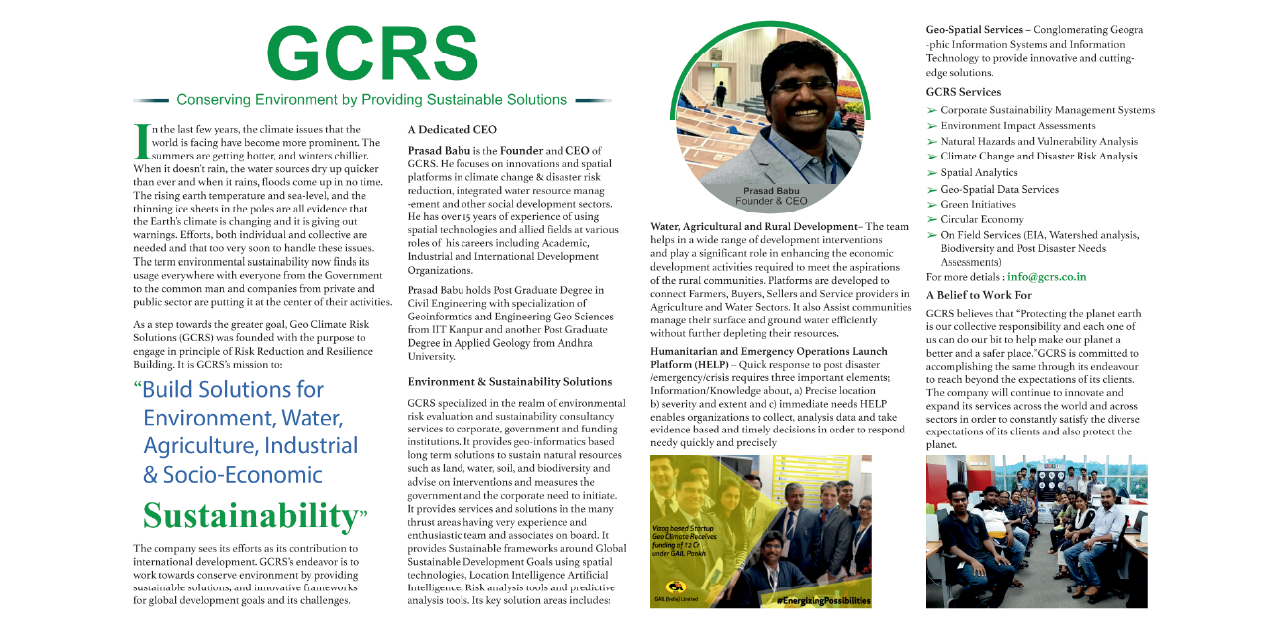 GCRS
Conserving Environment by Providing Sustainable Solutions
In the last few years, the climate issues that the
world is facing have become more prominent. The
summers are getting hotter, and winters chillier.
When it doesn't rain, the water sources dry up quicker
than ever and when it rains, floods come up in no time.
The rising earth temperature and sea-level, and the
thinning ice sheets in the poles are all evidence that
the Earth's climate is changing and it is giving out
warnings. Efforts, both individual and collective are
needed and that too very soon to handle these issues.
The term environmental sustainability now finds its
usage everywhere with everyone from the Government
to the common man and companies from private and
public sector are putting it at the center of their activities.
As a step towards the greater goal, Geo Climate Risk
Solutions (GCRS) was founded with the purpose to
engage in principle of Risk Reduction and Resilience
Building. It is GCRS's mission to:
“Build Solutions for
Environment, Water,
Agriculture, Industrial
& Socio-Economic
Sustainability”
The company sees its efforts as its contribution to
international development. GCRS's endeavor is to
work towards conserve environment by providing
sustainable solutions, and innovative frameworks
for global development goals and its challenges.
A Dedicated CEO
Prasad Babu is the Founder and CEO of
GCRS. He focuses on innovations and spatial
platforms in climate change & disaster risk
reduction, integrated water resource manag
-ement and other social development sectors.
He has over 15 years of experience of using
spatial technologies and allied fields at various
roles of his careers including Academic,
Industrial and International Development
Organizations.
Prasad Babu holds Post Graduate Degree in
Civil Engineering with specialization of
Geoinformtics and Engineering Geo Sciences
from IIT Kanpur and another Post Graduate
Degree in Applied Geology from Andhra
University.
Environment & Sustainability Solutions
GCRS specialized in the realm of environmental
risk evaluation and sustainability consultancy
services to corporate, government and funding
institutions. It provides geo-informatics based
long term solutions to sustain natural resources
such as land, water, soil, and biodiversity and
advise on interventions and measures the
government and the corporate need to initiate.
It provides services and solutions in the many
thrust areas having very experience and
enthusiastic team and associates on board. It
provides Sustainable frameworks around Global
Sustainable Development Goals using spatial
technologies, Location Intelligence Artificial
Intelligence, Risk analysis tools and predictive
analysis tools. Its key solution areas includes:
Prasad Babu
Founder & CEO
Water, Agricultural and Rural Development– The team
helps in a wide range of development interventions
and play a significant role in enhancing the economic
development activities required to meet the aspirations
of the rural communities. Platforms are developed to
connect Farmers, Buyers, Sellers and Service providers in
Agriculture and Water Sectors. It also Assist communities
manage their surface and ground water efficiently
without further depleting their resources.
Humanitarian and Emergency Operations Launch
Platform (HELP) – Quick response to post disaster
/emergency/crisis requires three important elements;
Information/Knowledge about, a) Precise location
b) severity and extent and c) immediate needs HELP
enables organizations to collect, analysis data and take
evidence based and timely decisions in order to respond
needy quickly and precisely
Vizag based Startup
Geo Climate Receives
funding of 1.2 Cr
under GAIL Pankh
GAIL (India) Limited
#EnergizingPossibilities
Geo-Spatial Services – Conglomerating Geogra
-phic Information Systems and Information
Technology to provide innovative and cutting-
edge solutions.
GCRS Services
➢ Corporate Sustainability Management Systems
➢ Environment Impact Assessments
➢ Natural Hazards and Vulnerability Analysis
➢ Climate Change and Disaster Risk Analysis
➢ Spatial Analytics
➢ Geo-Spatial Data Services
➢ Green Initiatives
➢ Circular Economy
➢ On Field Services (EIA, Watershed analysis,
Biodiversity and Post Disaster Needs
Assessments)
For more detials : info@gcrs.co.in
A Belief to Work For
GCRS believes that “Protecting the planet earth
is our collective responsibility and each one of
us can do our bit to help make our planet a
better and a safer place."GCRS is committed to
accomplishing the same through its endeavour
to reach beyond the expectations of its clients.
The company will continue to innovate and
expand its services across the world and across
sectors in order to constantly satisfy the diverse
expectations of its clients and also protect the
planet.